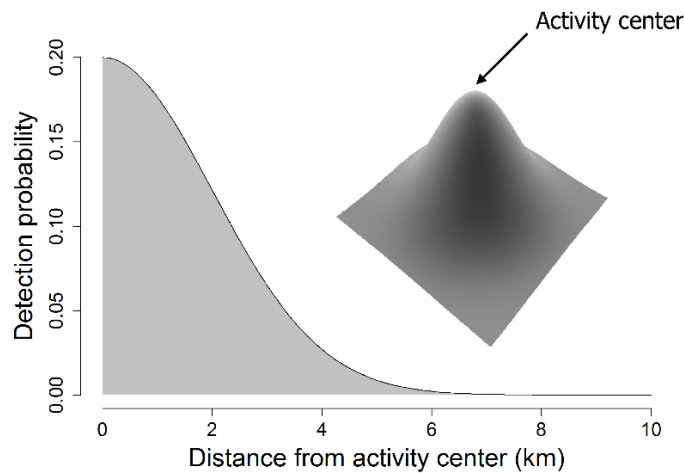 Activity center
Detection probability
0.20
0.15
0.10
0.05
0.00
0 2 4 6 8 10
Distance from activity center (km)